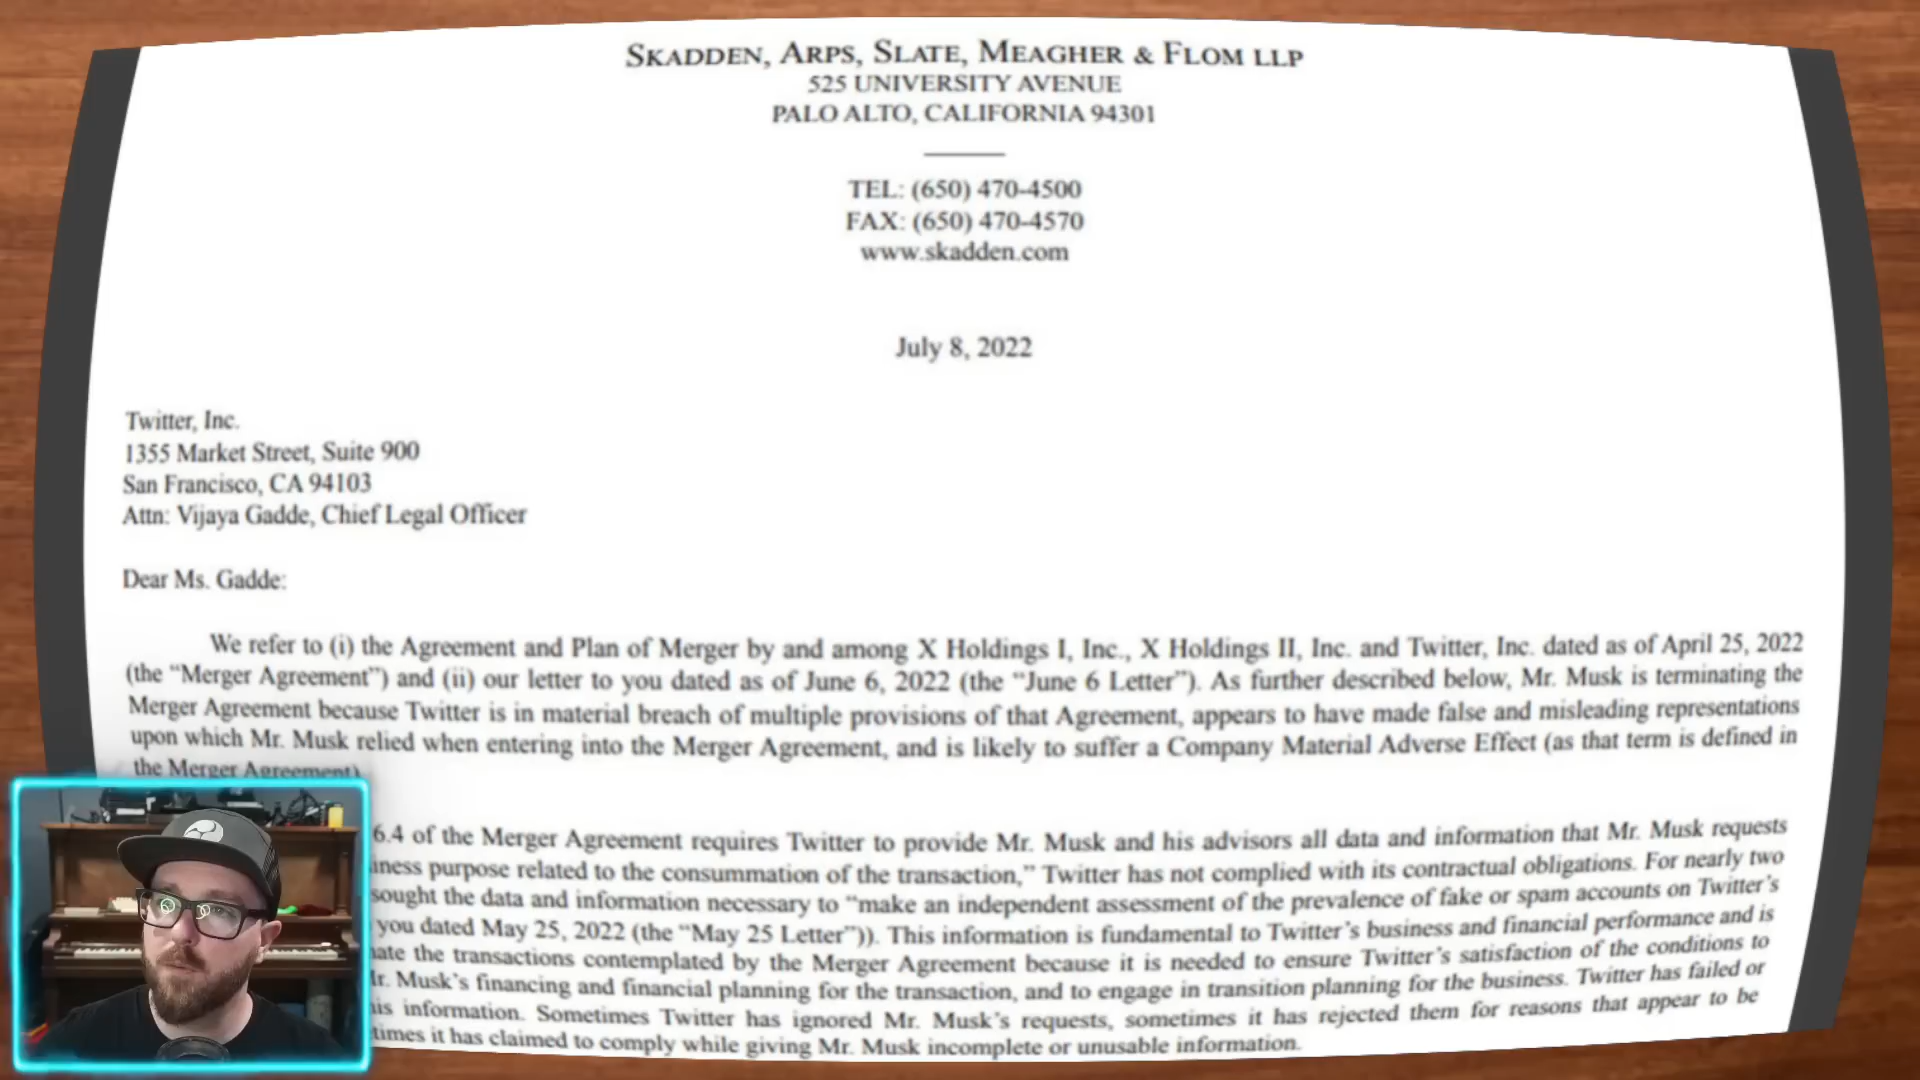 SKADDEN, ARPS, SLATE, MEAGHER & FLOM LLP
525 UNIVERSITY AVENUE
PALO ALTO, CALIFORNIA 94301
TEL: (650) 470-4500
FAX: (650) 470-4570
www.skadden.com
July 8, 2022
Twitter, Inc.
1355 Market Street, Suite 900
San Francisco, CA 94103
Attn: Vijaya Gadde, Chief Legal Officer
Dear Ms. Gadde:
We refer to (i) the Agreement and Plan of Merger by and among X Holdings I, Inc., X Holdings II, Inc. and Twitter, Inc. dated as of April 25, 2022
(the “Merger Agreement”) and (ii) our letter to you dated as of June 6, 2022 (the “June 6 Letter”). As further described below, Mr. Musk is terminating the
Merger Agreement because Twitter is in material breach of multiple provisions of that Agreement, appears to have made false and misleading representations
upon which Mr. Musk relied when entering into the Merger Agreement, and is likely to suffer a Company Material Adverse Effect (as that term is defined in
the Merger Agreement)
6.4 of the Merger Agreement requires Twitter to provide Mr. Musk and his advisors all data and information that Mr. Musk requests
purpose related to the consummation of the transaction,” Twitter has not complied with its contractual obligations. For nearly two
sought the data and information necessary to “make an independent assessment of the prevalence of fake or spam accounts on Twitter’s
you dated May 25, 2022 (the “May 25 Letter”)). This information is fundamental to Twitter’s business and financial performance and is
the transactions contemplated by the Merger Agreement because it is needed to ensure Twitter’s satisfaction of the conditions to
Musk’s financing and financial planning for the transaction, and to engage in transition planning for the business. Twitter has failed or
information. Sometimes Twitter has ignored Mr. Musk’s requests, sometimes it has rejected them for reasons that appear to be
it has claimed to comply while giving Mr. Musk incomplete or unusable information.